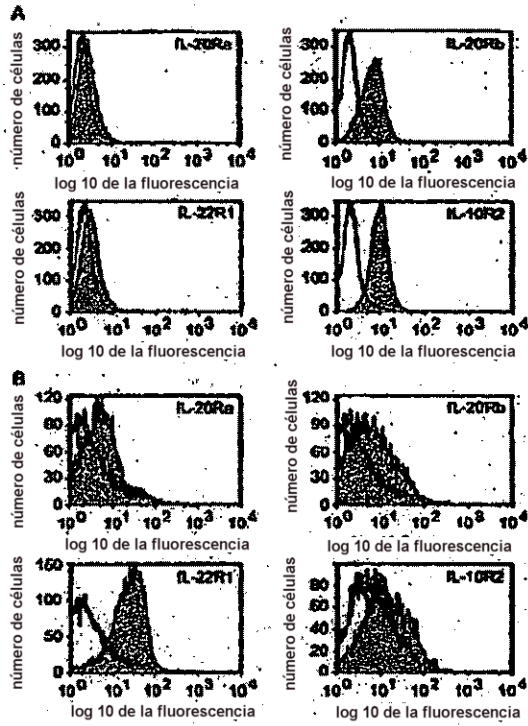 A
número de células
300
200
100
0
IL-20Ra
10⁰ 10¹ 10² 10³ 10⁴
log 10 de la fluorescencia
número de células
300
200
100
0
IL-20Rb
10⁰ 10¹ 10² 10³ 10⁴
log 10 de la fluorescencia
número de células
300
200
100
0
IL-22R1
10⁰ 10¹ 10² 10³ 10⁴
log 10 de la fluorescencia
número de células
300
200
100
0
IL-10R2
10⁰ 10¹ 10² 10³ 10⁴
log 10 de la fluorescencia
B
número de células
120
90
60
30
0
IL-20Ra
10⁰ 10¹ 10² 10³ 10⁴
log 10 de la fluorescencia
número de células
120
90
60
30
0
IL-20Rb
10⁰ 10¹ 10² 10³ 10⁴
log 10 de la fluorescencia
número de células
150
100
50
0
IL-22R1
10⁰ 10¹ 10² 10³ 10⁴
log 10 de la fluorescencia
número de células
80
60
40
20
0
IL-10R2
10⁰ 10¹ 10² 10³ 10⁴
log 10 de la fluorescencia